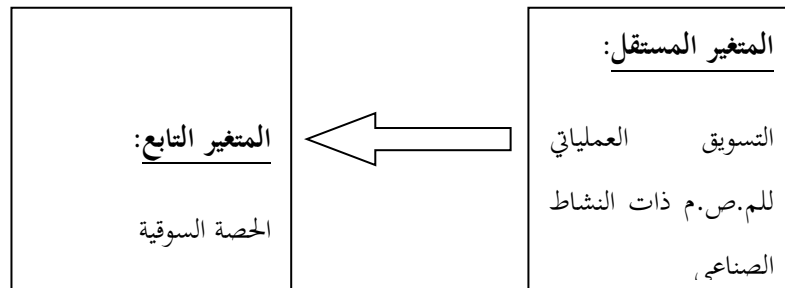 المتغير المستقل:
التسويق العملياتي
للم.ص.م ذات النشاط
الصناعي
المتغير التابع:
الحصة السوقية